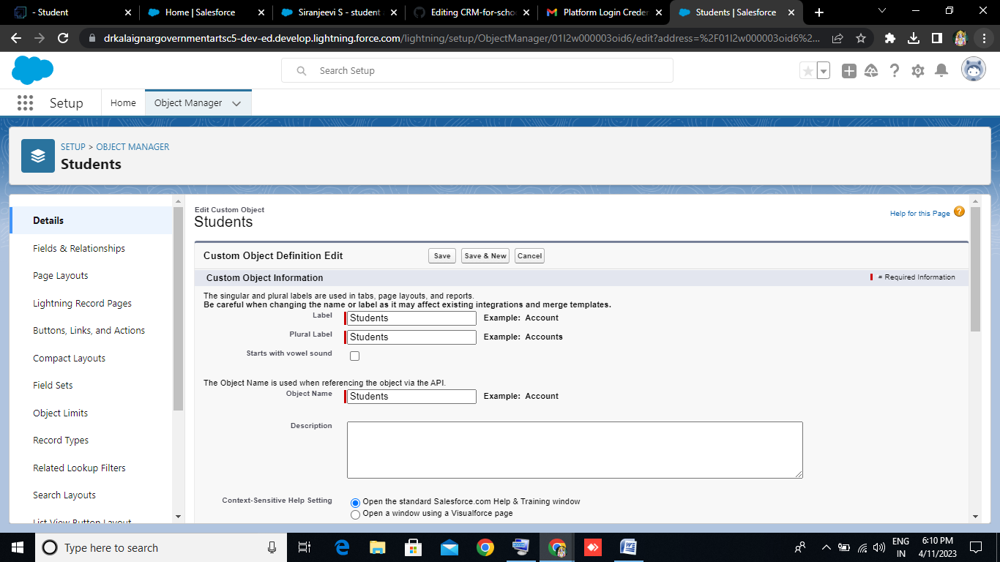 - Student
Home | Salesforce
Siranjeevi S - student
Editing CRM-for-scho
Platform Login Creder
Students | Salesforce
drkalaignargovernmentartsc5-dev-ed.develop.lightning.force.com/lightning/setup/ObjectManager/01I2w000003oid6/edit?address=%2F01I2w000003oid6%2...
Search Setup
Setup
Home
Object Manager
SETUP > OBJECT MANAGER
Students
Details
Fields & Relationships
Page Layouts
Lightning Record Pages
Buttons, Links, and Actions
Compact Layouts
Field Sets
Object Limits
Record Types
Related Lookup Filters
Search Layouts
List View Button Layout
Edit Custom Object
Students
Help for this Page
Custom Object Definition Edit
Save
Save & New
Cancel
Custom Object Information
= Required Information
The singular and plural labels are used in tabs, page layouts, and reports.
Be careful when changing the name or label as it may affect existing integrations and merge templates.
Label Students Example: Account
Plural Label Students Example: Accounts
Starts with vowel sound
The Object Name is used when referencing the object via the API.
Object Name Students Example: Account
Description
Context-Sensitive Help Setting
Open the standard Salesforce.com Help & Training window
Open a window using a Visualforce page
Type here to search
ENG
IN
6:10 PM
4/11/2023